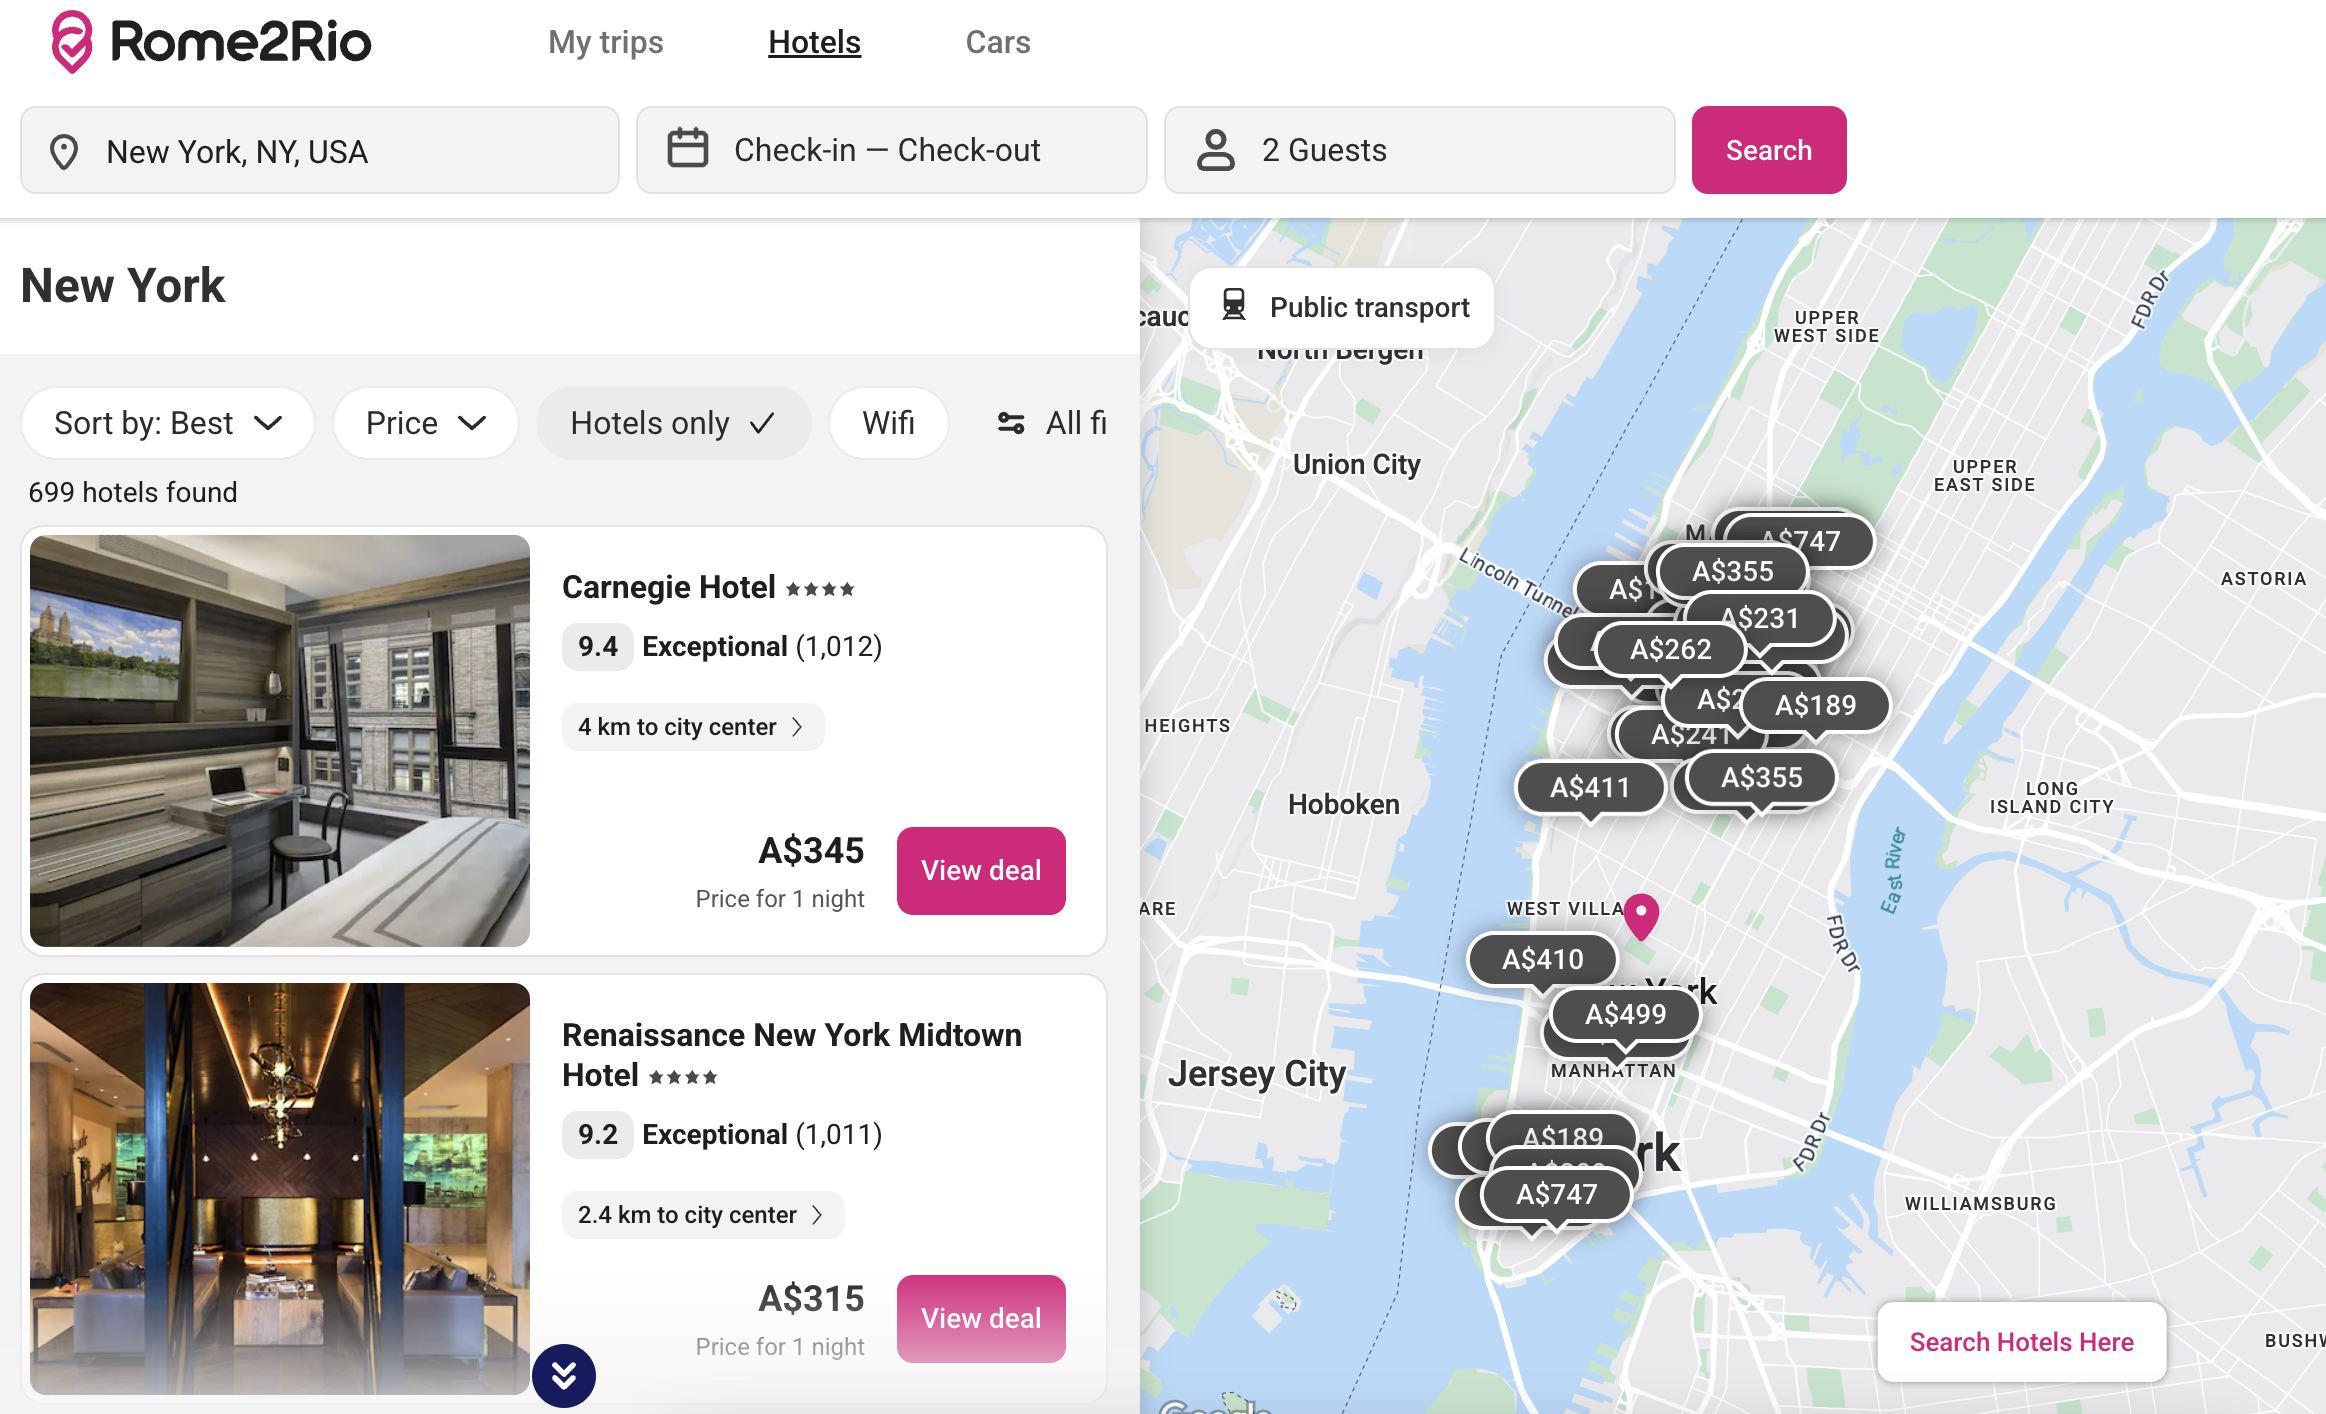 Rome2Rio
My trips
Hotels
Cars
New York, NY, USA
Check-in — Check-out
2 Guests
Search
New York
Sort by: Best
Price
Hotels only
Wifi
All fi
699 hotels found
Carnegie Hotel
9.4 Exceptional (1,012)
4 km to city center
A$345
Price for 1 night
View deal
Renaissance New York Midtown
Hotel
9.2 Exceptional (1,011)
2.4 km to city center
A$315
Price for 1 night
View deal
Public transport
North Bergen
UPPER
WEST SIDE
FDR Dr
Union City
UPPER
EAST SIDE
A$747
A$355
Lincoln Tunnel
ASTORIA
A$231
A$262
A$189
HEIGHTS
A$241
A$411
A$355
LONG
ISLAND CITY
Hoboken
East River
WEST VILLA
FDR Dr
A$410
A$499
MANHATTAN
Jersey City
FDR Dr
A$189
A$747
WILLIAMSBURG
Search Hotels Here
BUSHW
Google